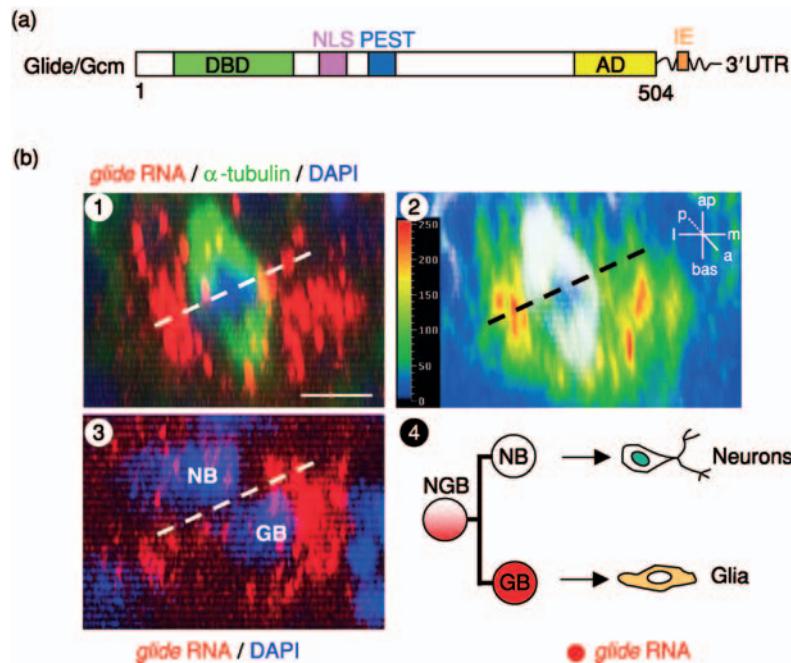 (a)
NLS PEST IE
Glide/Gcm DBD AD 3′UTR
1 504
(b)
glide RNA / α-tubulin / DAPI
1
2
250
200
150
100
50
0
ap
p
l m
a
bas
3
NB
GB
glide RNA / DAPI
4
NGB
NB Neurons
GB Glia
glide RNA